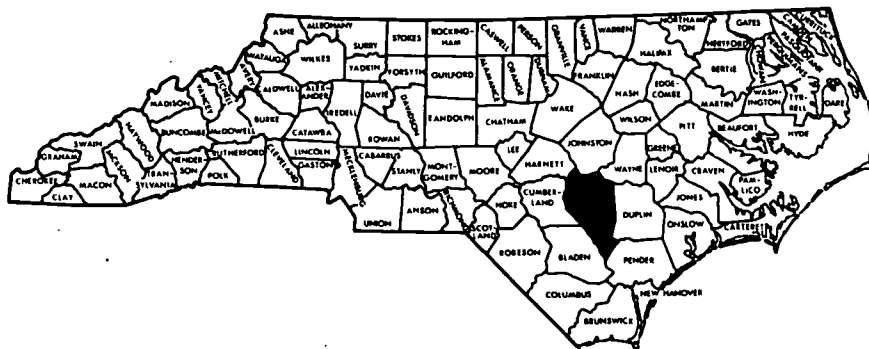 ASHE
ALLEGHANY
SURRY
STOKES
ROCKING-
HAM
CASWELL
PERSON
GRANVILLE
VANCE
WARREN
NORTHAMP
TON
GATES
CURRITUCK
CAMDEN
PASQUOTANK
PERQUIMANS
HERTFORD
HALIFAX
WATAUGA
WILKES
YADKIN
FORSYTH
GUILFORD
ALAMANCE
ORANGE
DURHAM
FRANKLIN
BERTIE
CHOWAN
AVERY
MITCHELL
YANCEY
CALDWELL
ALEX-
ANDER
IREDELL
DAVIE
DAVIDSON
RANDOLPH
CHATHAM
WAKE
NASH
EDGE-
COMBE
MARTIN
WASH-
INGTON
TYR-
RELL
DARE
MADISON
BUNCOMBE
McDOWELL
BURKE
CATAWBA
ROWAN
WILSON
PITT
BEAUFORT
HYDE
SWAIN
HAYWOOD
JOHNSTON
GREENE
GRAHAM
JACKSON
HENDER-
SON
RUTHERFORD
CLEVELAND
LINCOLN
GASTON
MECKLENBURG
CABARRUS
STANLY
MONT-
GOMERY
MOORE
LEE
HARNETT
WAYNE
LENOIR
CRAVEN
PAM-
LICO
CHEROKEE
CLAY
MACON
TRAN-
SYLVANIA
POLK
UNION
ANSON
RICHMOND
SCOT-
LAND
HOKE
CUMBER-
LAND
DUPLIN
JONES
ONSLOW
CARTERET
ROBESON
BLADEN
PENDER
COLUMBUS
NEW HANOVER
BRUNSWICK